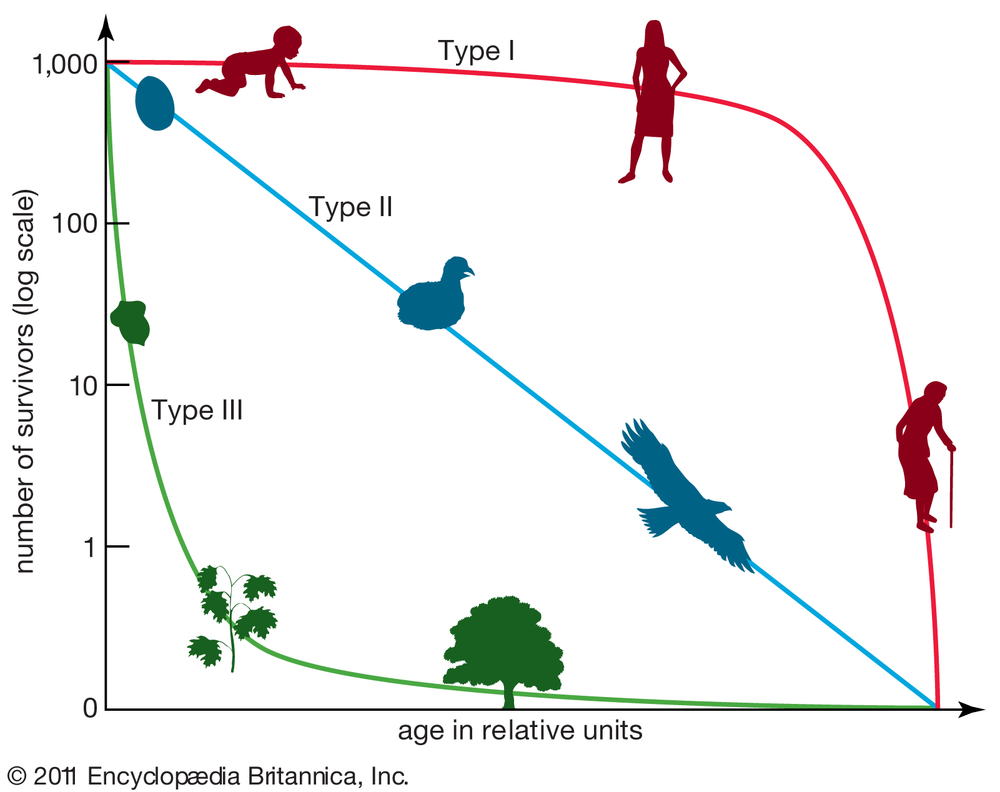 Type I
1,000
Type II
100
10
Type III
1
0
number of survivors (log scale)
age in relative units
© 2011 Encyclopædia Britannica, Inc.